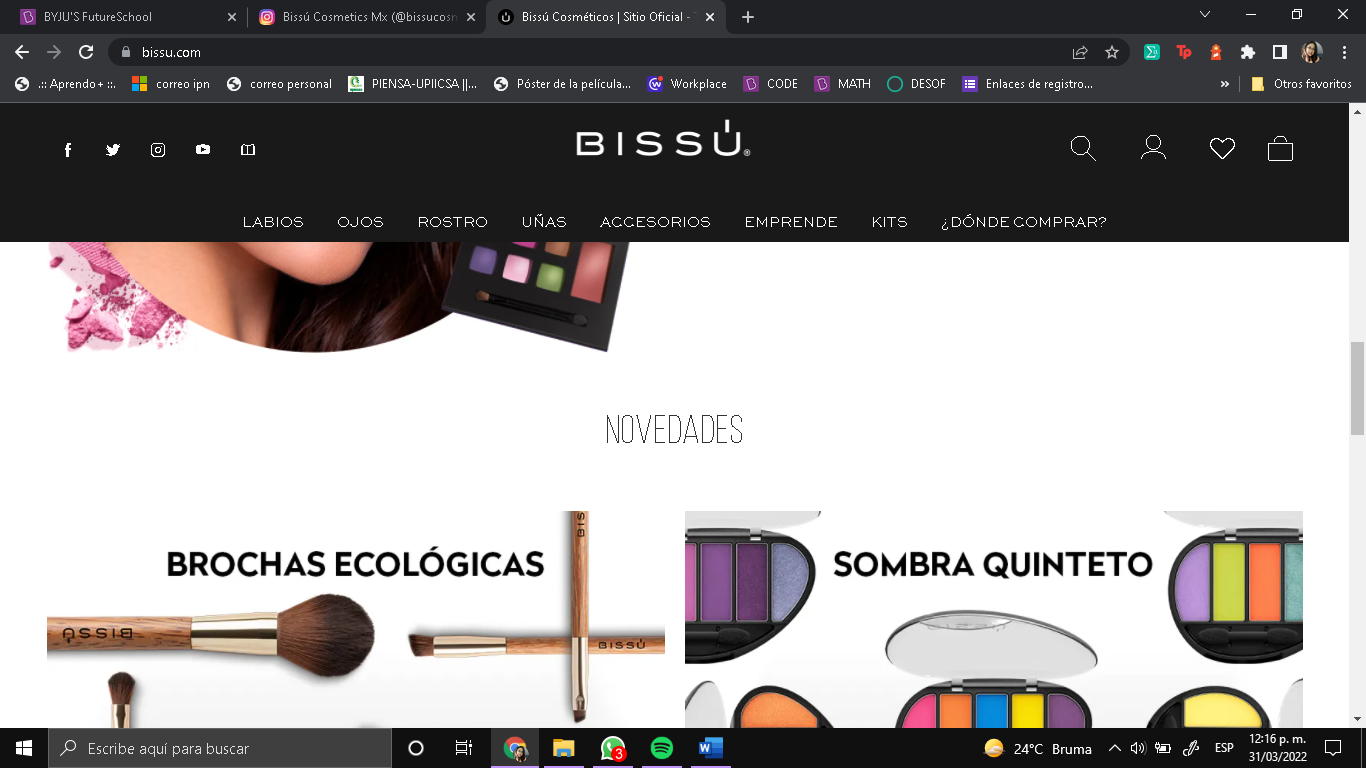 BYJU'S FutureSchool
Bissú Cosmetics Mx (@bissucosn
Bissú Cosméticos | Sitio Oficial -
bissu.com
.:: Aprendo+ ::.
correo ipn
correo personal
PIENSA-UPIICSA ||...
Póster de la película...
Workplace
CODE
MATH
DESOF
Enlaces de registro...
»
Otros favoritos
BISSÚ®
LABIOS
OJOS
ROSTRO
UÑAS
ACCESORIOS
EMPRENDE
KITS
¿DÓNDE COMPRAR?
NOVEDADES
BROCHAS ECOLÓGICAS
BISSÚ
BISSÚ
BIS
SOMBRA QUINTETO
Escribe aquí para buscar
3
24°C Bruma
ESP
12:16 p. m.
31/03/2022